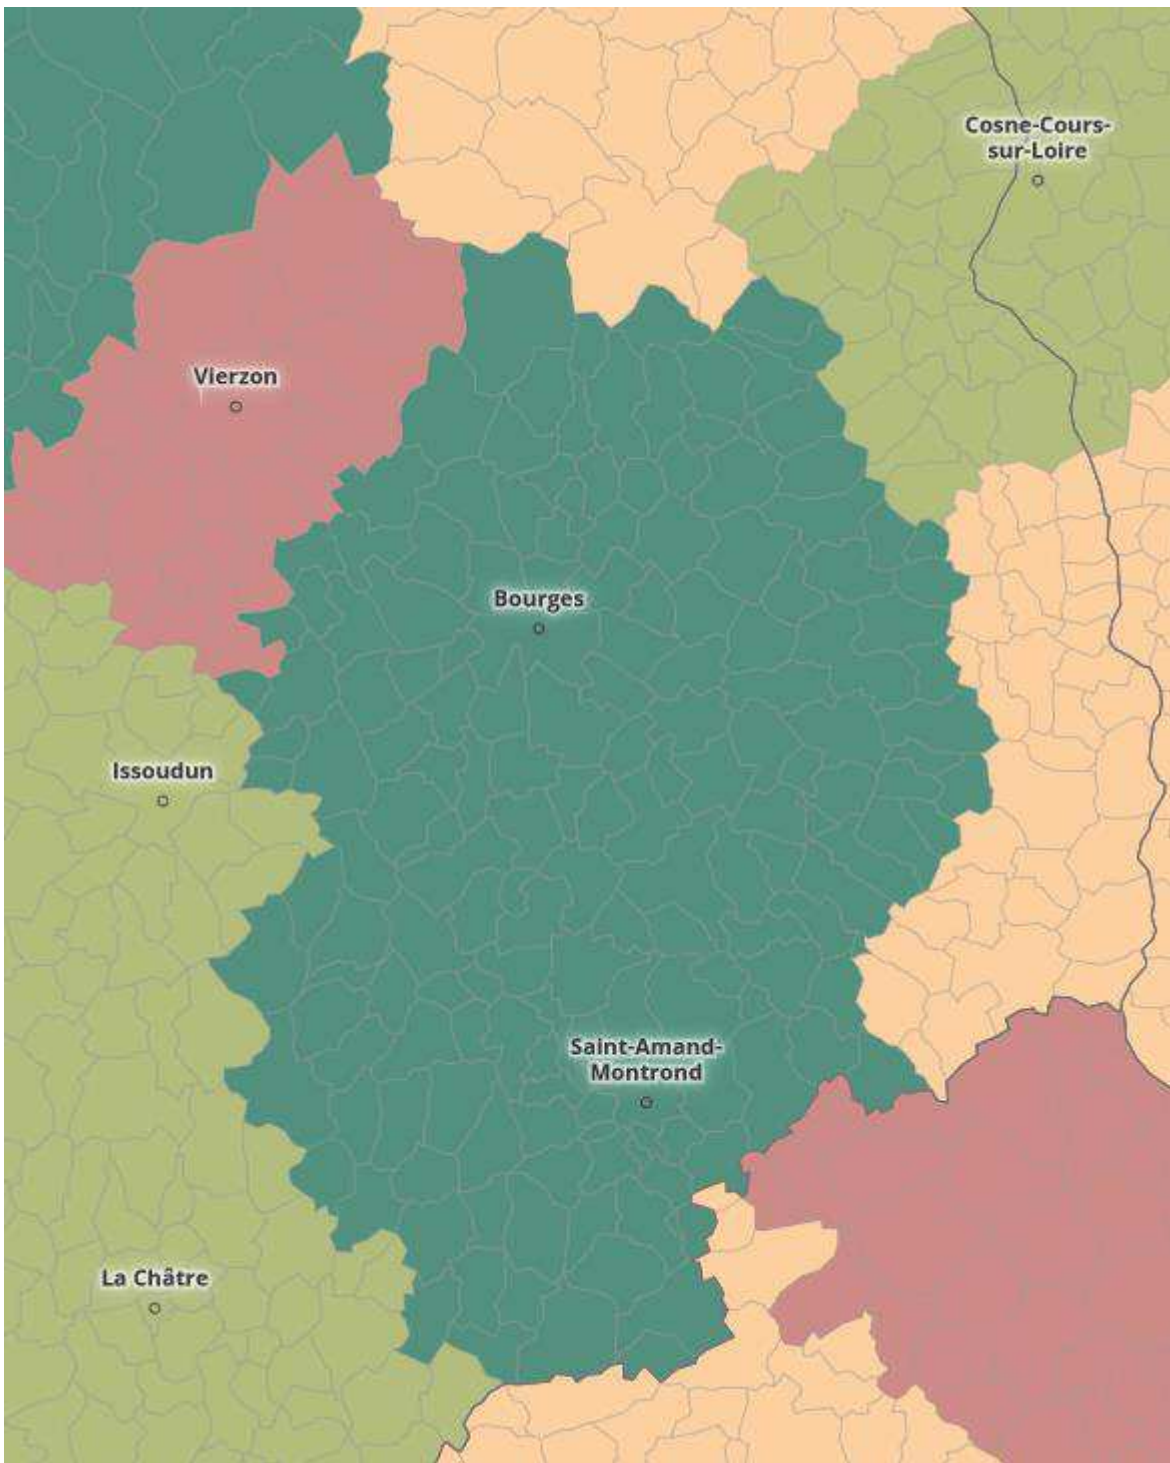 Cosne-Cours-
sur-Loire
Vierzon
Bourges
Issoudun
Saint-Amand-
Montrond
La Châtre